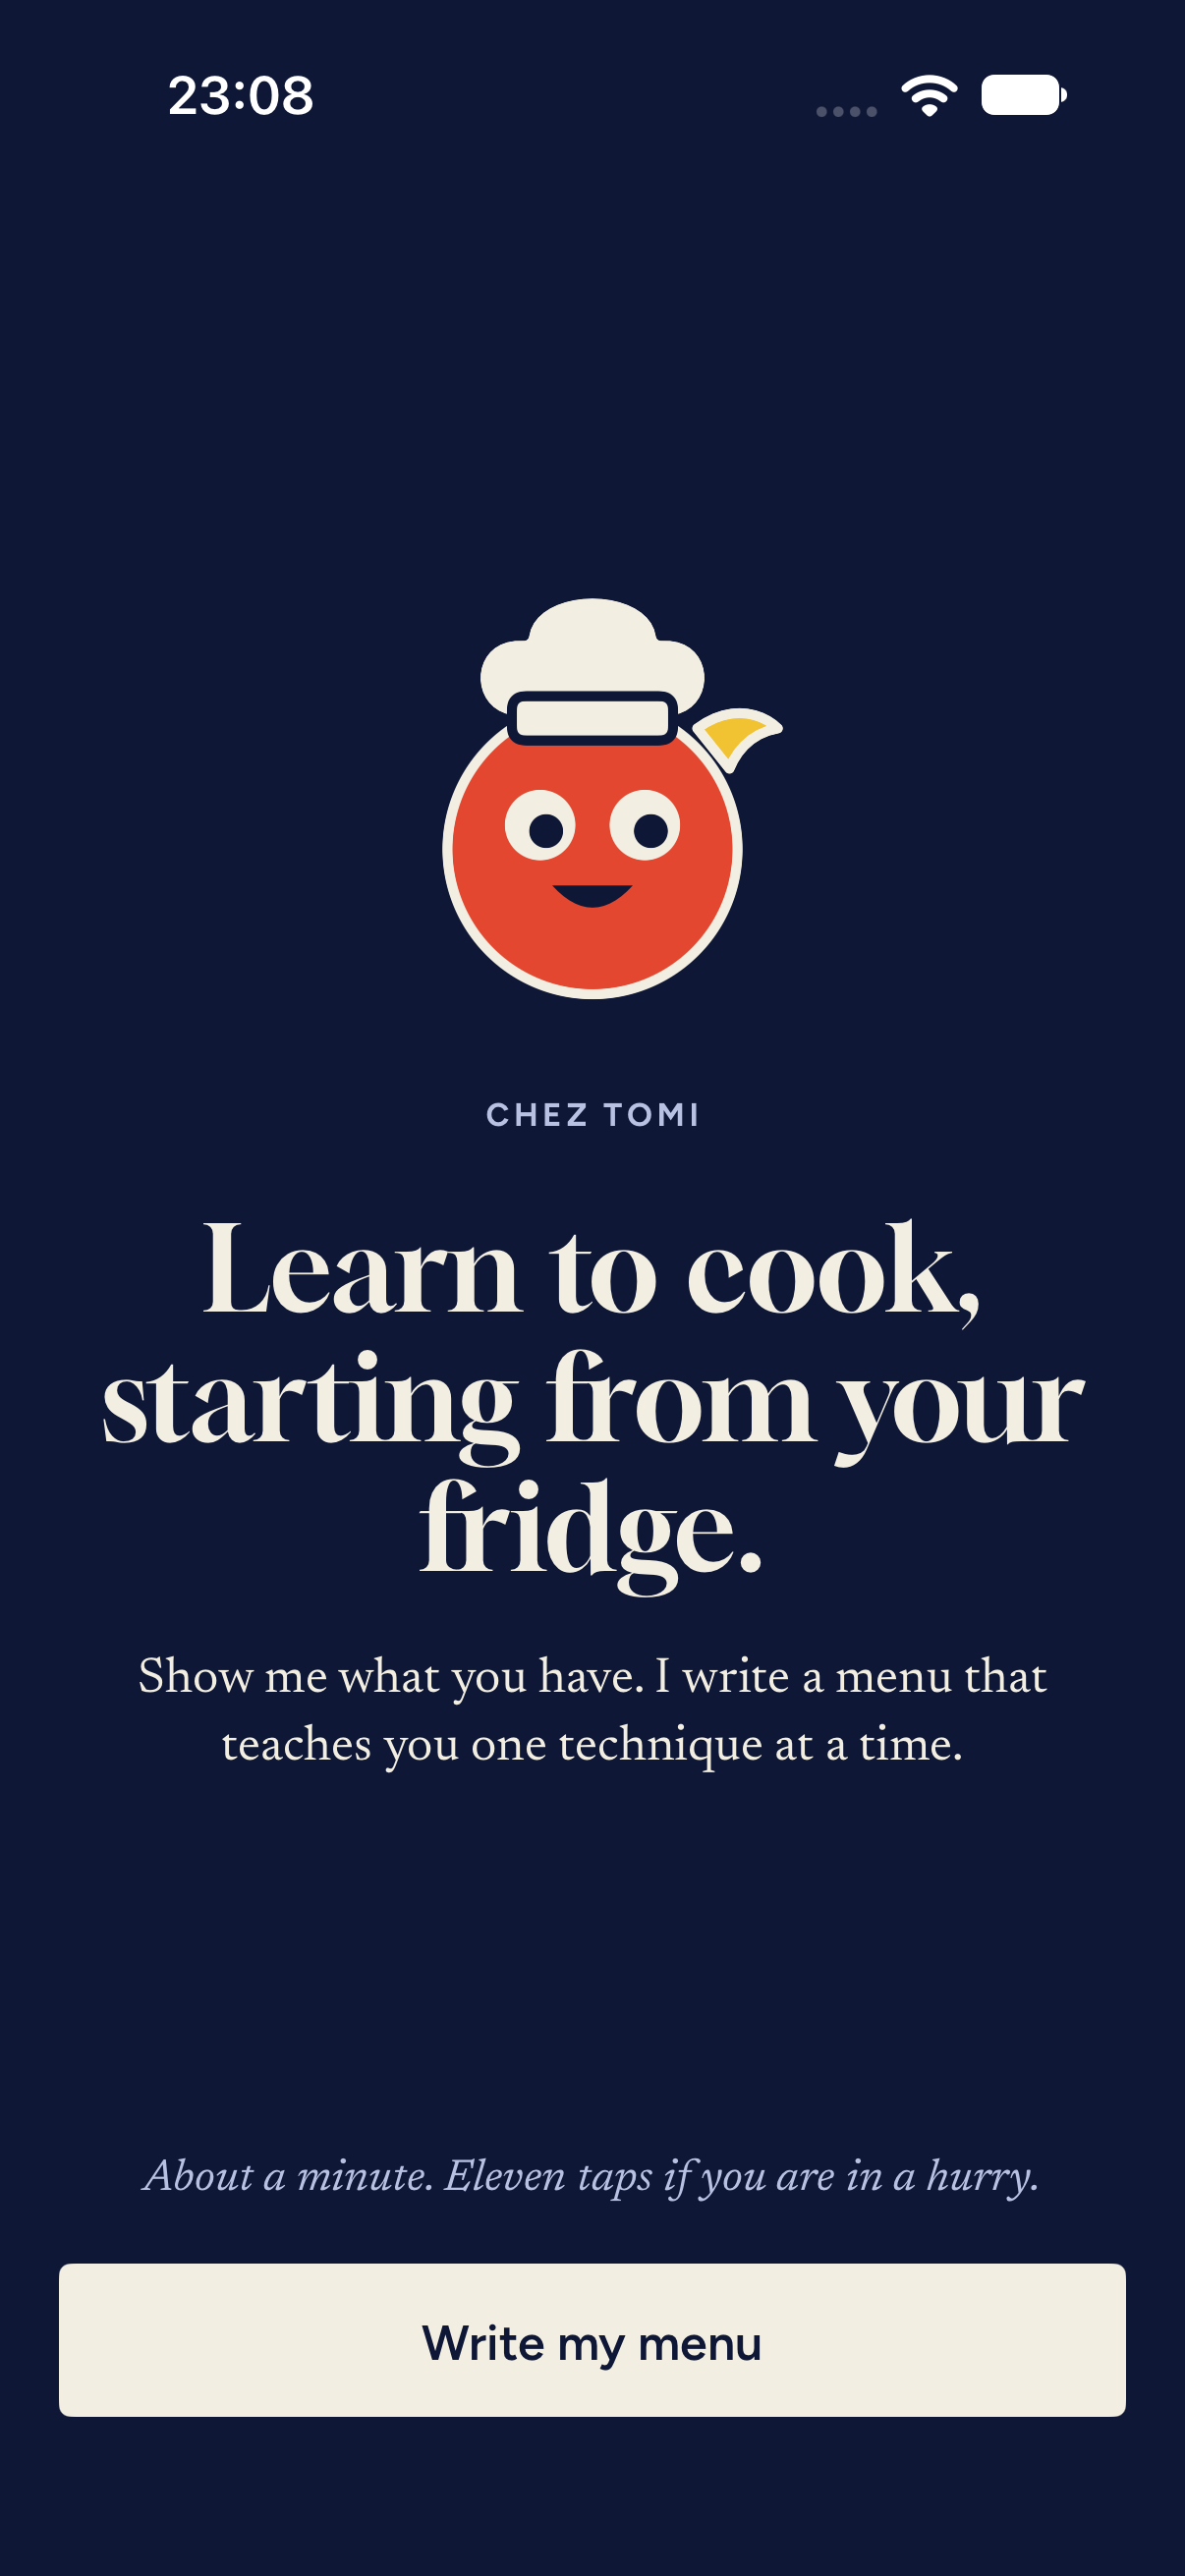 23:08
CHEZ TOMI
Learn to cook,
starting from your
fridge.
Show me what you have. I write a menu that
teaches you one technique at a time.
About a minute. Eleven taps if you are in a hurry.
Write my menu